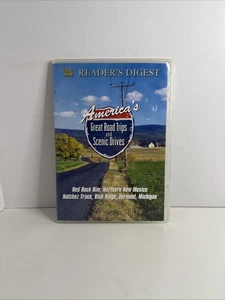 READER'S DIGEST
America's
Great Road Trips
and
Scenic Drives
Red Rock Rim, Northern New Mexico
Natchez Trace, Blue Ridge, Vermont, Michigan